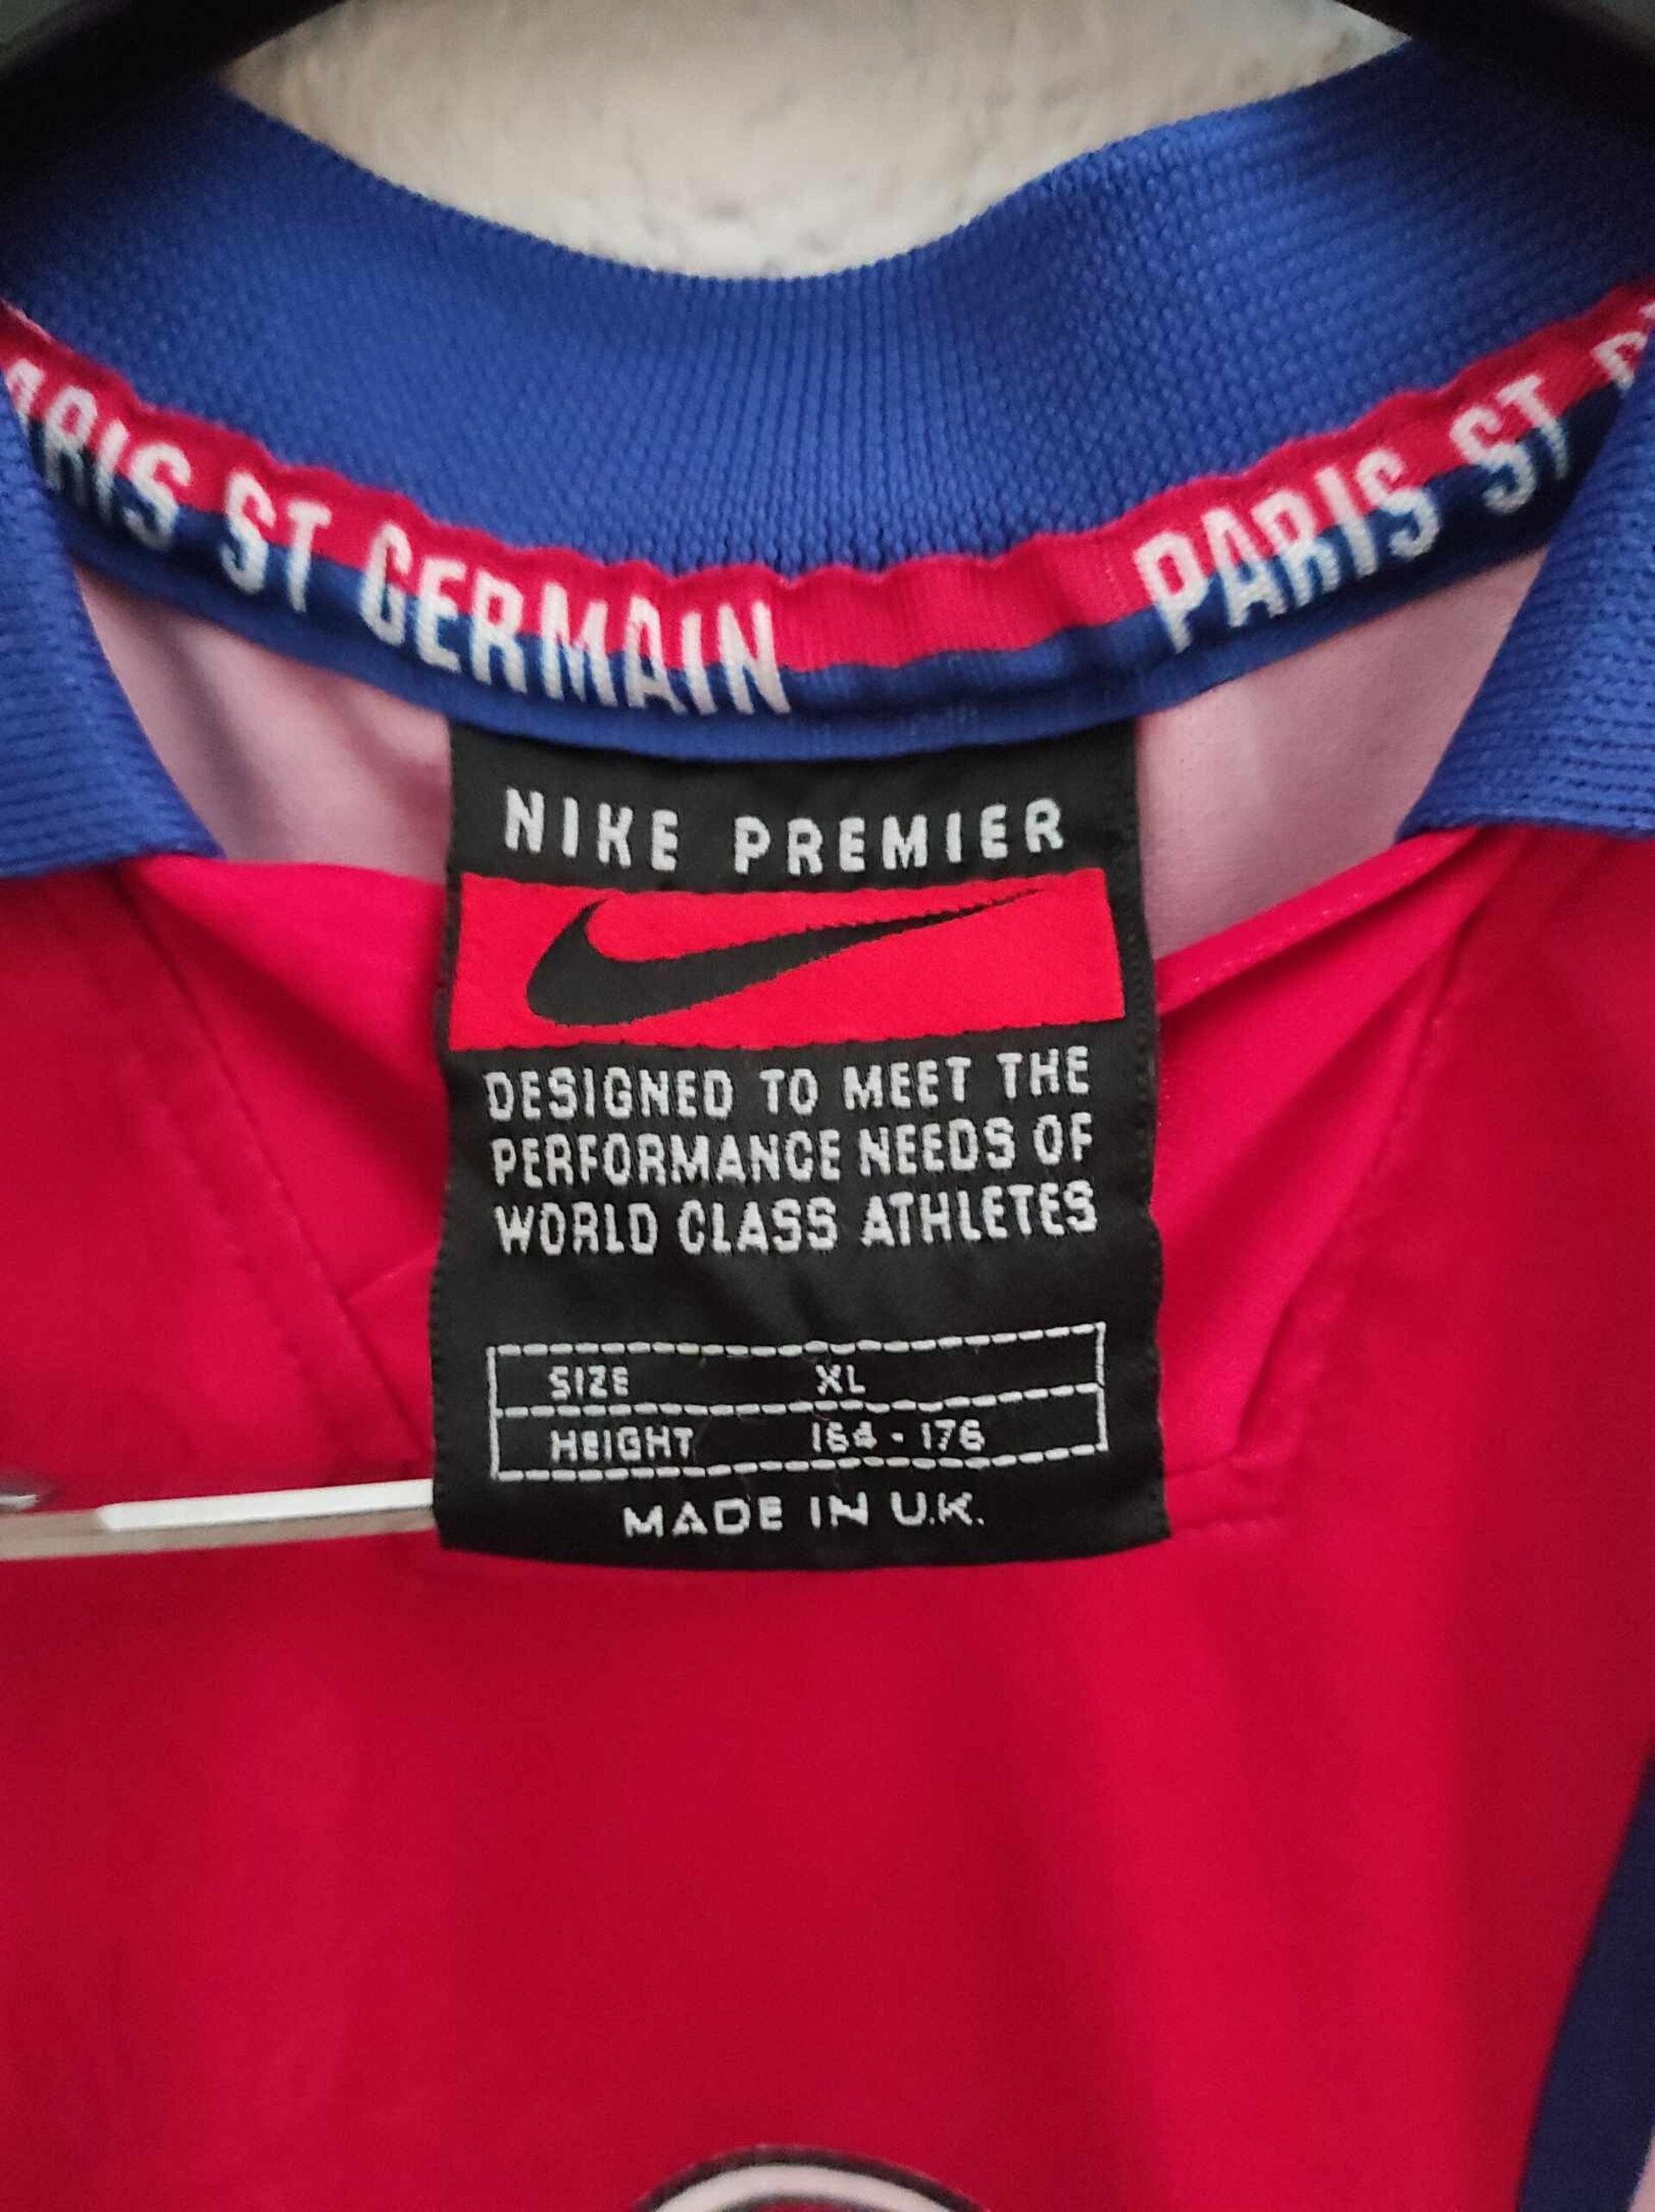 ARIS ST GERMAIN PARIS ST P
NIKE PREMIER
DESIGNED TO MEET THE
PERFORMANCE NEEDS OF
WORLD CLASS ATHLETES
SIZE XL
HEIGHT 164 - 176
MADE IN U.K.